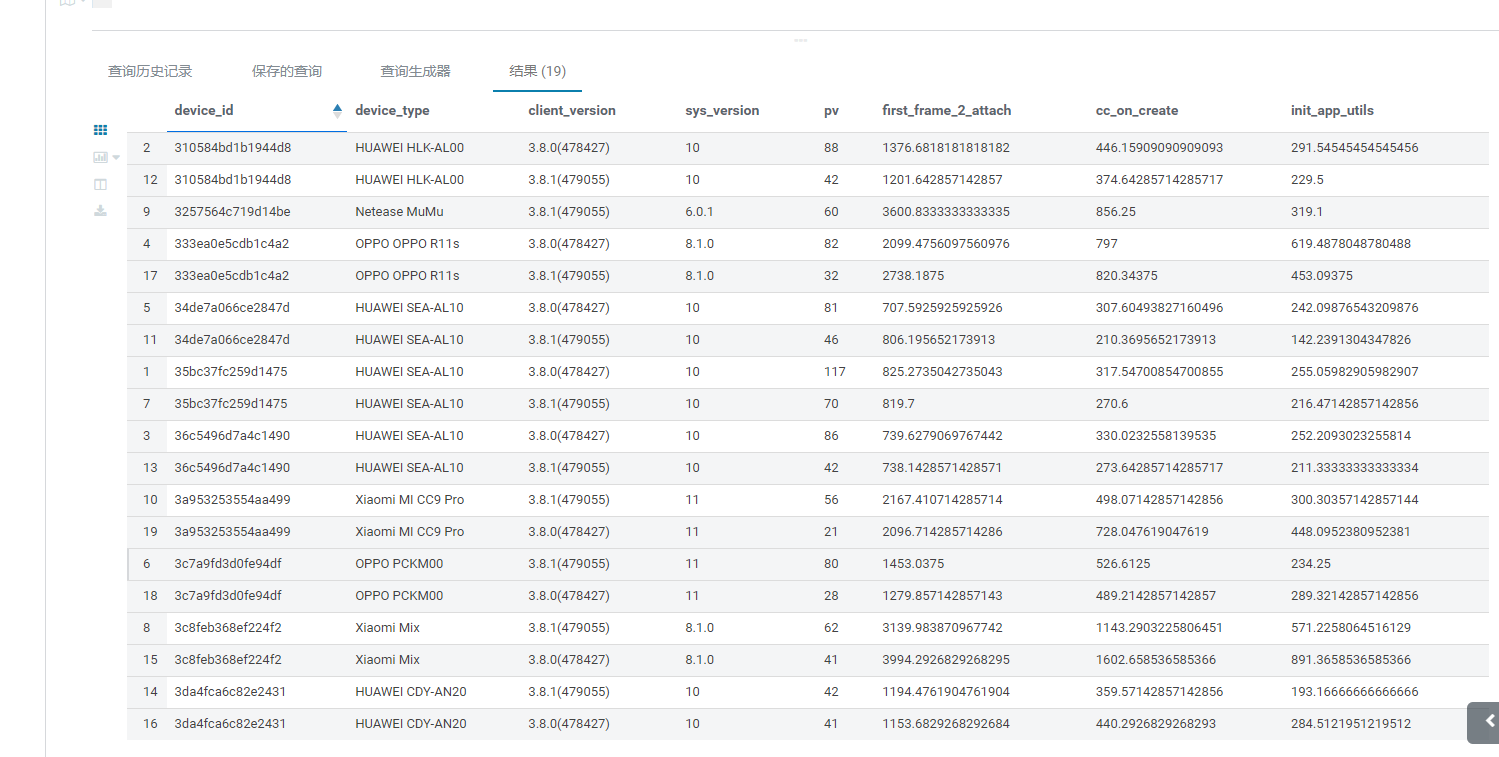 查询历史记录 保存的查询 查询生成器 结果 (19)
device_id device_type client_version sys_version pv first_frame_2_attach cc_on_create init_app_utils
2 310584bd1b1944d8 HUAWEI HLK-AL00 3.8.0(478427) 10 88 1376.6818181818182 446.15909090909093 291.54545454545456
12 310584bd1b1944d8 HUAWEI HLK-AL00 3.8.1(479055) 10 42 1201.642857142857 374.64285714285717 229.5
9 3257564c719d14be Netease MuMu 3.8.1(479055) 6.0.1 60 3600.8333333333335 856.25 319.1
4 333ea0e5cdb1c4a2 OPPO OPPO R11s 3.8.0(478427) 8.1.0 82 2099.4756097560976 797 619.4878048780488
17 333ea0e5cdb1c4a2 OPPO OPPO R11s 3.8.1(479055) 8.1.0 32 2738.1875 820.34375 453.09375
5 34de7a066ce2847d HUAWEI SEA-AL10 3.8.0(478427) 10 81 707.5925925925926 307.60493827160496 242.09876543209876
11 34de7a066ce2847d HUAWEI SEA-AL10 3.8.1(479055) 10 46 806.195652173913 210.3695652173913 142.2391304347826
1 35bc37fc259d1475 HUAWEI SEA-AL10 3.8.0(478427) 10 117 825.2735042735043 317.54700854700855 255.05982905982907
7 35bc37fc259d1475 HUAWEI SEA-AL10 3.8.1(479055) 10 70 819.7 270.6 216.47142857142856
3 36c5496d7a4c1490 HUAWEI SEA-AL10 3.8.0(478427) 10 86 739.6279069767442 330.0232558139535 252.2093023255814
13 36c5496d7a4c1490 HUAWEI SEA-AL10 3.8.1(479055) 10 42 738.1428571428571 273.64285714285717 211.33333333333334
10 3a953253554aa499 Xiaomi MI CC9 Pro 3.8.1(479055) 11 56 2167.410714285714 498.07142857142856 300.30357142857144
19 3a953253554aa499 Xiaomi MI CC9 Pro 3.8.0(478427) 11 21 2096.714285714286 728.047619047619 448.0952380952381
6 3c7a9fd3d0fe94df OPPO PCKM00 3.8.1(479055) 11 80 1453.0375 526.6125 234.25
18 3c7a9fd3d0fe94df OPPO PCKM00 3.8.0(478427) 11 28 1279.857142857143 489.2142857142857 289.32142857142856
8 3c8feb368ef224f2 Xiaomi Mix 3.8.1(479055) 8.1.0 62 3139.983870967742 1143.2903225806451 571.2258064516129
15 3c8feb368ef224f2 Xiaomi Mix 3.8.0(478427) 8.1.0 41 3994.2926829268295 1602.658536585366 891.3658536585366
14 3da4fca6c82e2431 HUAWEI CDY-AN20 3.8.1(479055) 10 42 1194.4761904761904 359.57142857142856 193.16666666666666
16 3da4fca6c82e2431 HUAWEI CDY-AN20 3.8.0(478427) 10 41 1153.6829268292684 440.2926829268293 284.5121951219512